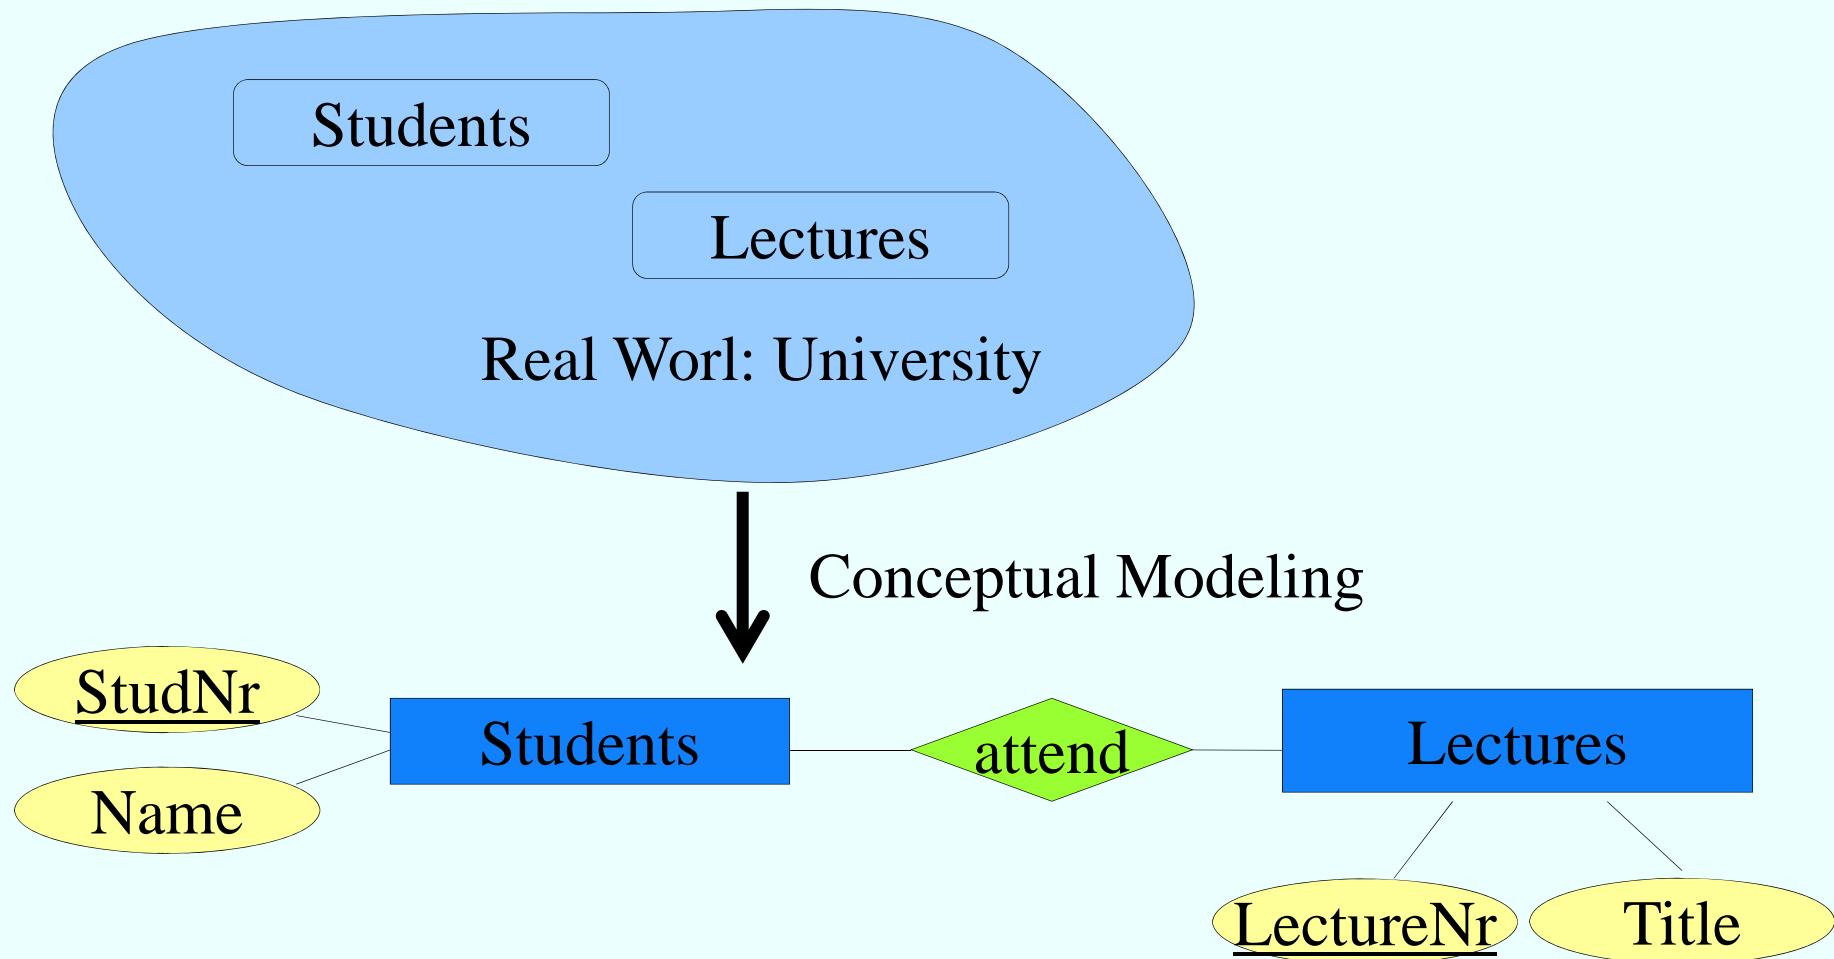 Students
Lectures
Real Worl: University
Conceptual Modeling
StudNr
Students
attend
Lectures
Name
LectureNr
Title